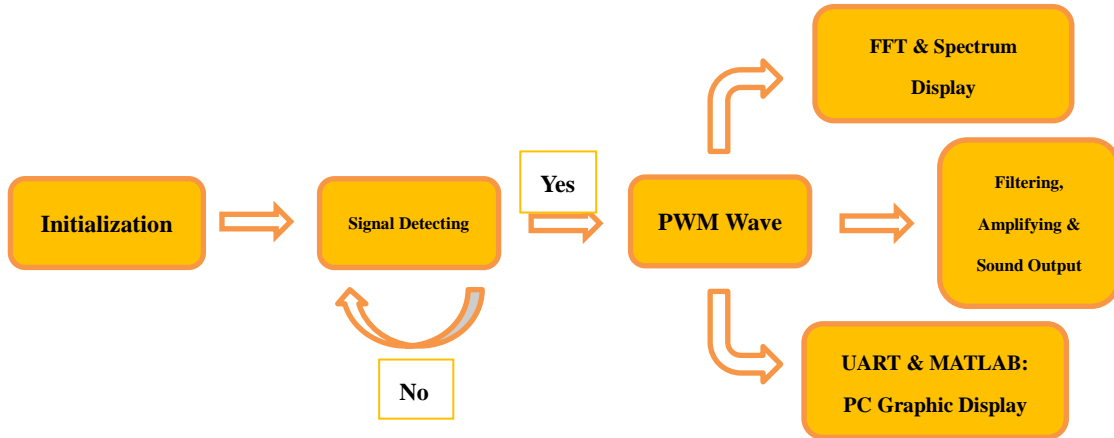 Initialization
Signal Detecting
Yes
No
PWM Wave
FFT & Spectrum
Display
Filtering,
Amplifying &
Sound Output
UART & MATLAB:
PC Graphic Display